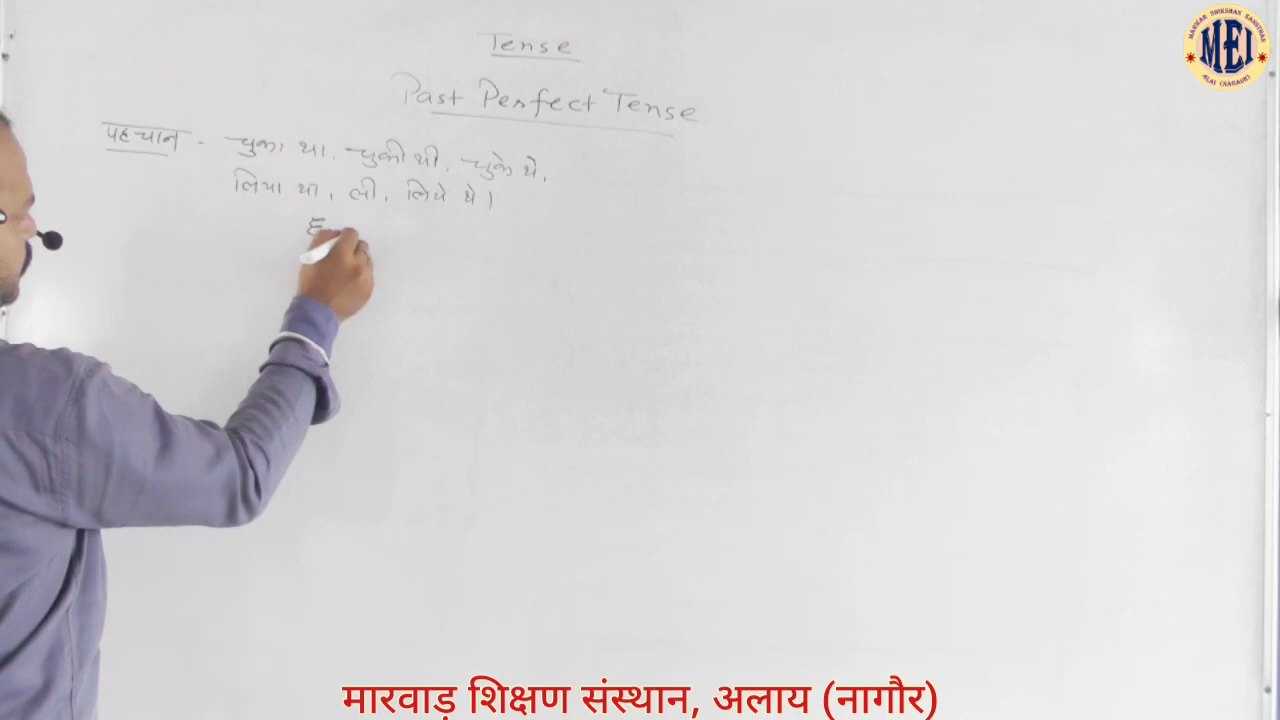 Tense
Past Perfect Tense
पहचान - चुका था, चुकी थी, चुके थे,
लिया था, ली, लिये थे।
MEI
मारवाड़ शिक्षण संस्थान, अलाय (नागौर)